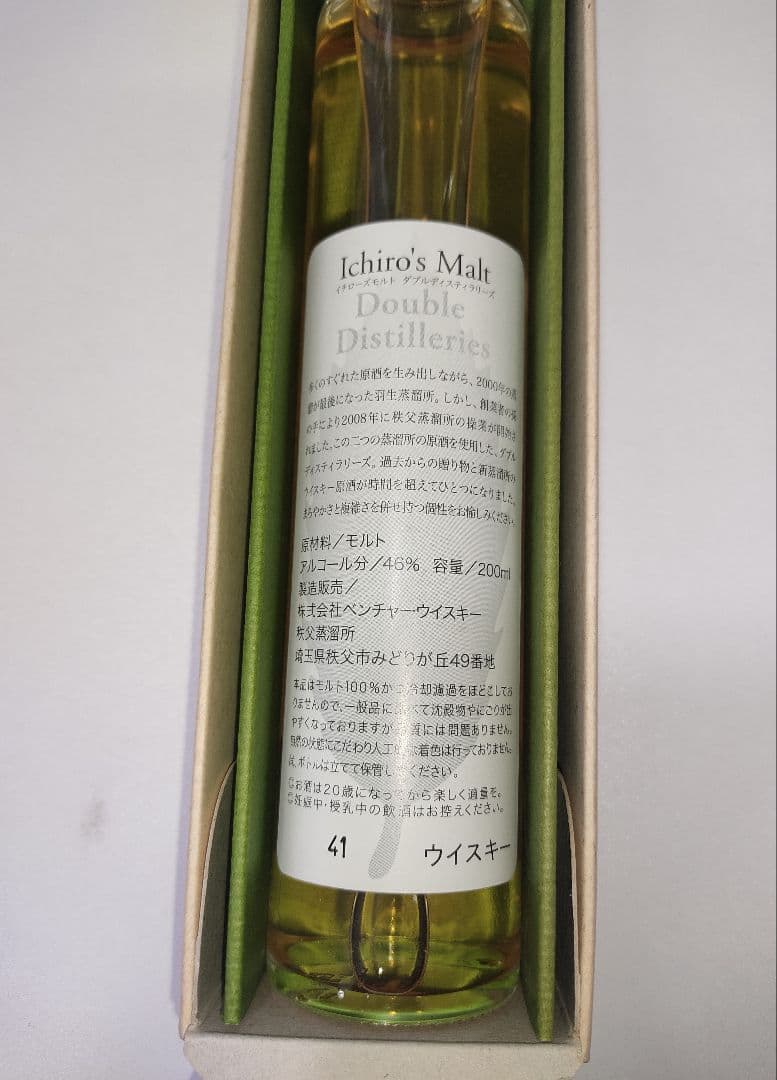 Ichiro's Malt
イチローズモルト ダブルディスティラリーズ
Double
Distilleries
多くのすぐれた原酒を生み出しながら、2000年の蒸
留が最後になった羽生蒸溜所。しかし、創業者の
の手により2008年に秩父蒸溜所の操業が開始さ
れました。この二つの蒸溜所の原酒を使用した、ダブル
ディスティラリーズ。過去からの贈り物と新蒸溜所の
ウイスキー原酒が時間を超えてひとつになりました。
まろやかさと複雑さを併せ持つ個性をお愉しみください。
原材料/モルト
アルコール分/46% 容量/200ml
製造販売/
株式会社ベンチャーウイスキー
秩父蒸溜所
埼玉県秩父市みどりが丘49番地
本品はモルト100%かつ冷却濾過をほどこしてお
りませんので、一般品に比べて沈殿物やにごりが出
やすくなっておりますが品質には問題ありません。
自然の状態にこだわり人工的な着色は行っておりません。
ボトルは立てて保管してください。
お酒は20歳になってから楽しく適量を。
妊娠中・授乳中の飲酒はお控えください。
41 ウイスキー